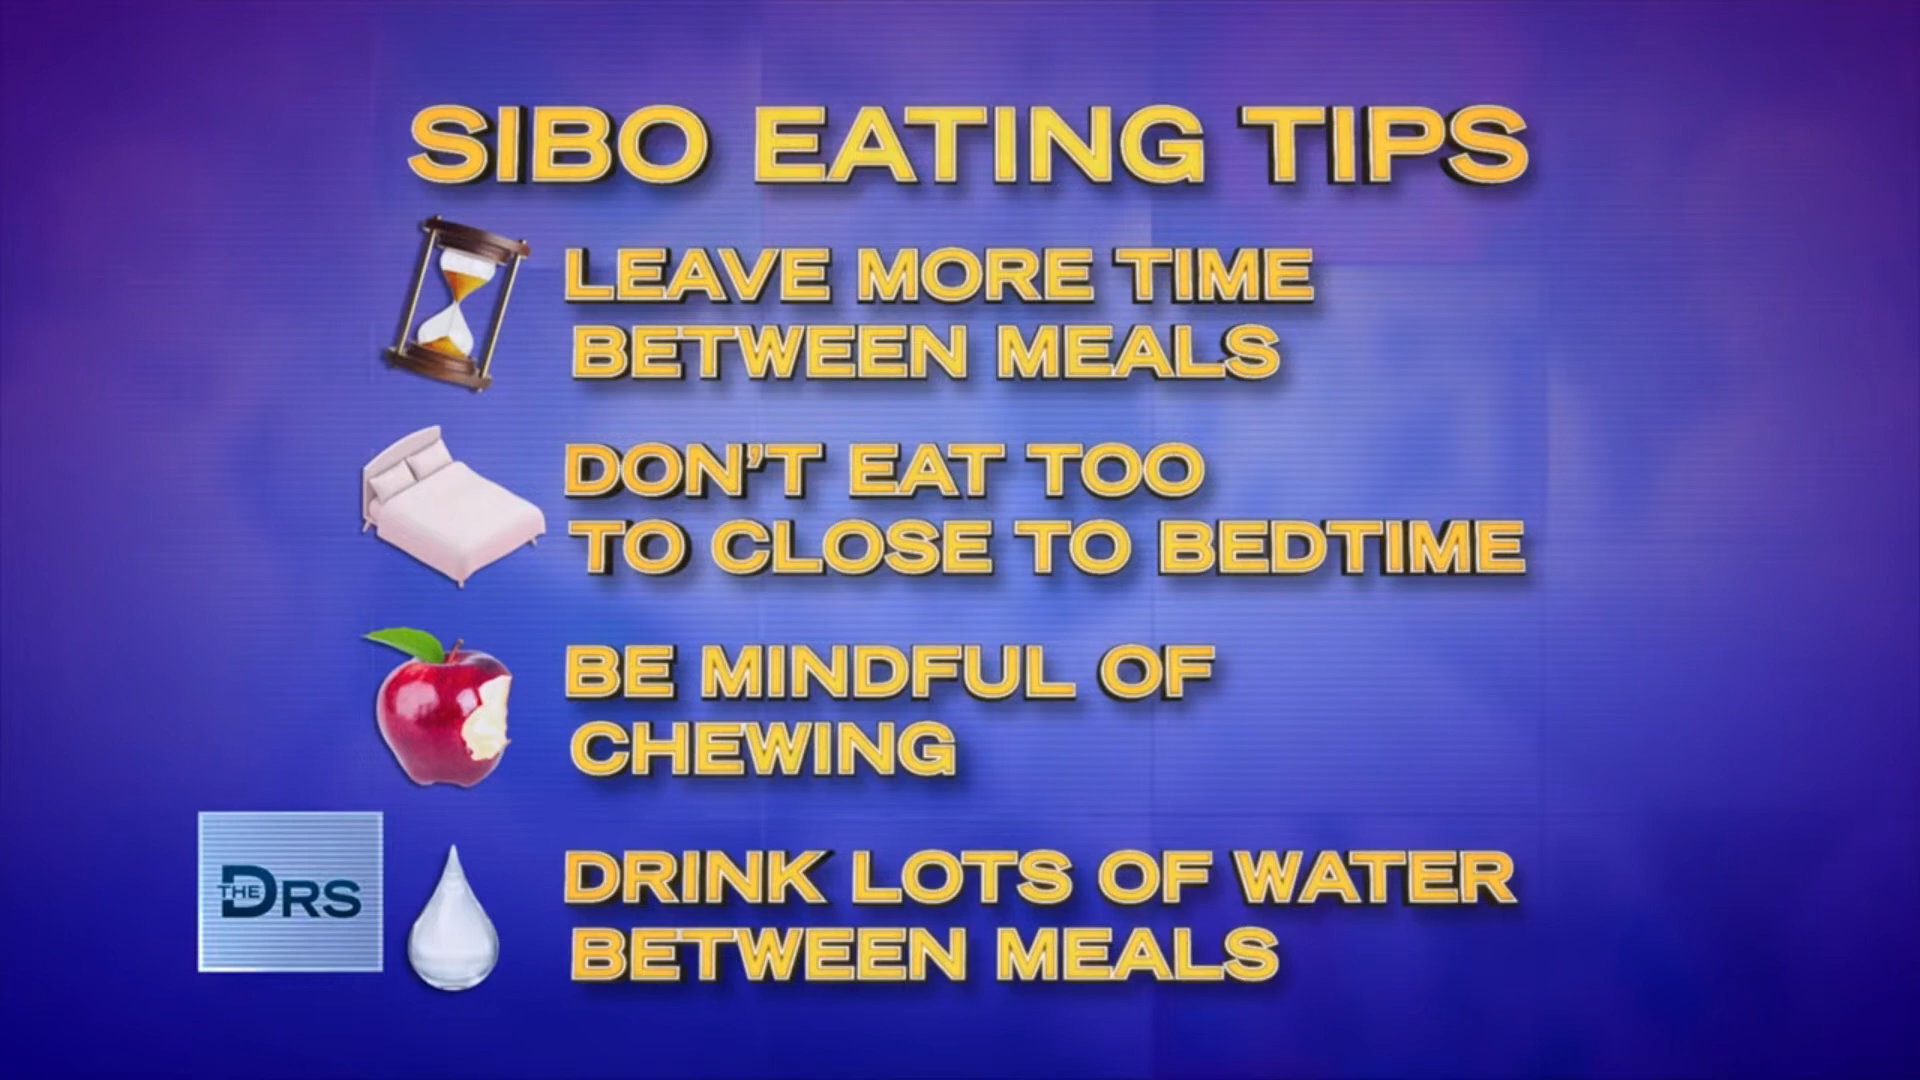 SIBO EATING TIPS
LEAVE MORE TIME
BETWEEN MEALS
DON'T EAT TOO
TO CLOSE TO BEDTIME
BE MINDFUL OF
CHEWING
DRINK LOTS OF WATER
BETWEEN MEALS
THE DRS